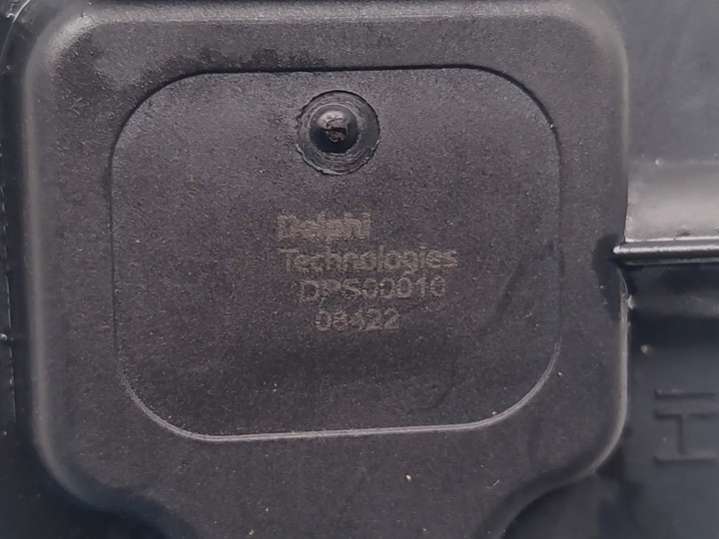 Delphi
Technologies
DPS00010
08422
H